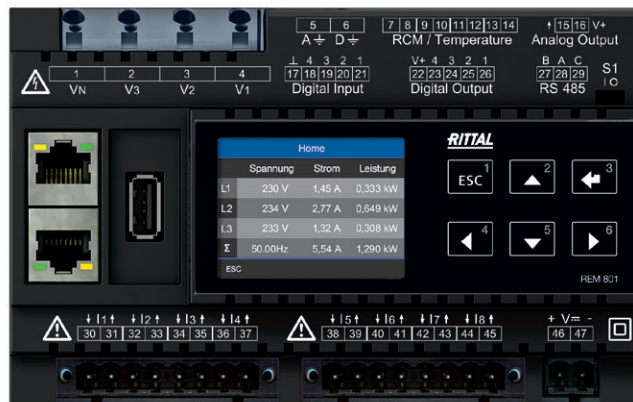 5 6
A D
7 8 9 10 11 12 13 14
RCM / Temperature
15 16 V+
Analog Output
1 2 3 4
VN V3 V2 V1
⊥ 4 3 2 1
17 18 19 20 21
Digital Input
V+ 4 3 2 1
22 23 24 25 26
Digital Output
B A C
27 28 29
RS 485
S1
I O
Home
Spannung Strom Leistung
L1 230 V 1,45 A 0,333 kW
L2 234 V 2,77 A 0,649 kW
L3 233 V 1,32 A 0,308 kW
Σ 50.00Hz 5,54 A 1,290 kW
ESC
RITTAL
ESC 1
2
3
4
5
6
REM 801
I1 I2 I3 I4
30 31 32 33 34 35 36 37
I5 I6 I7 I8
38 39 40 41 42 43 44 45
+ V= -
46 47